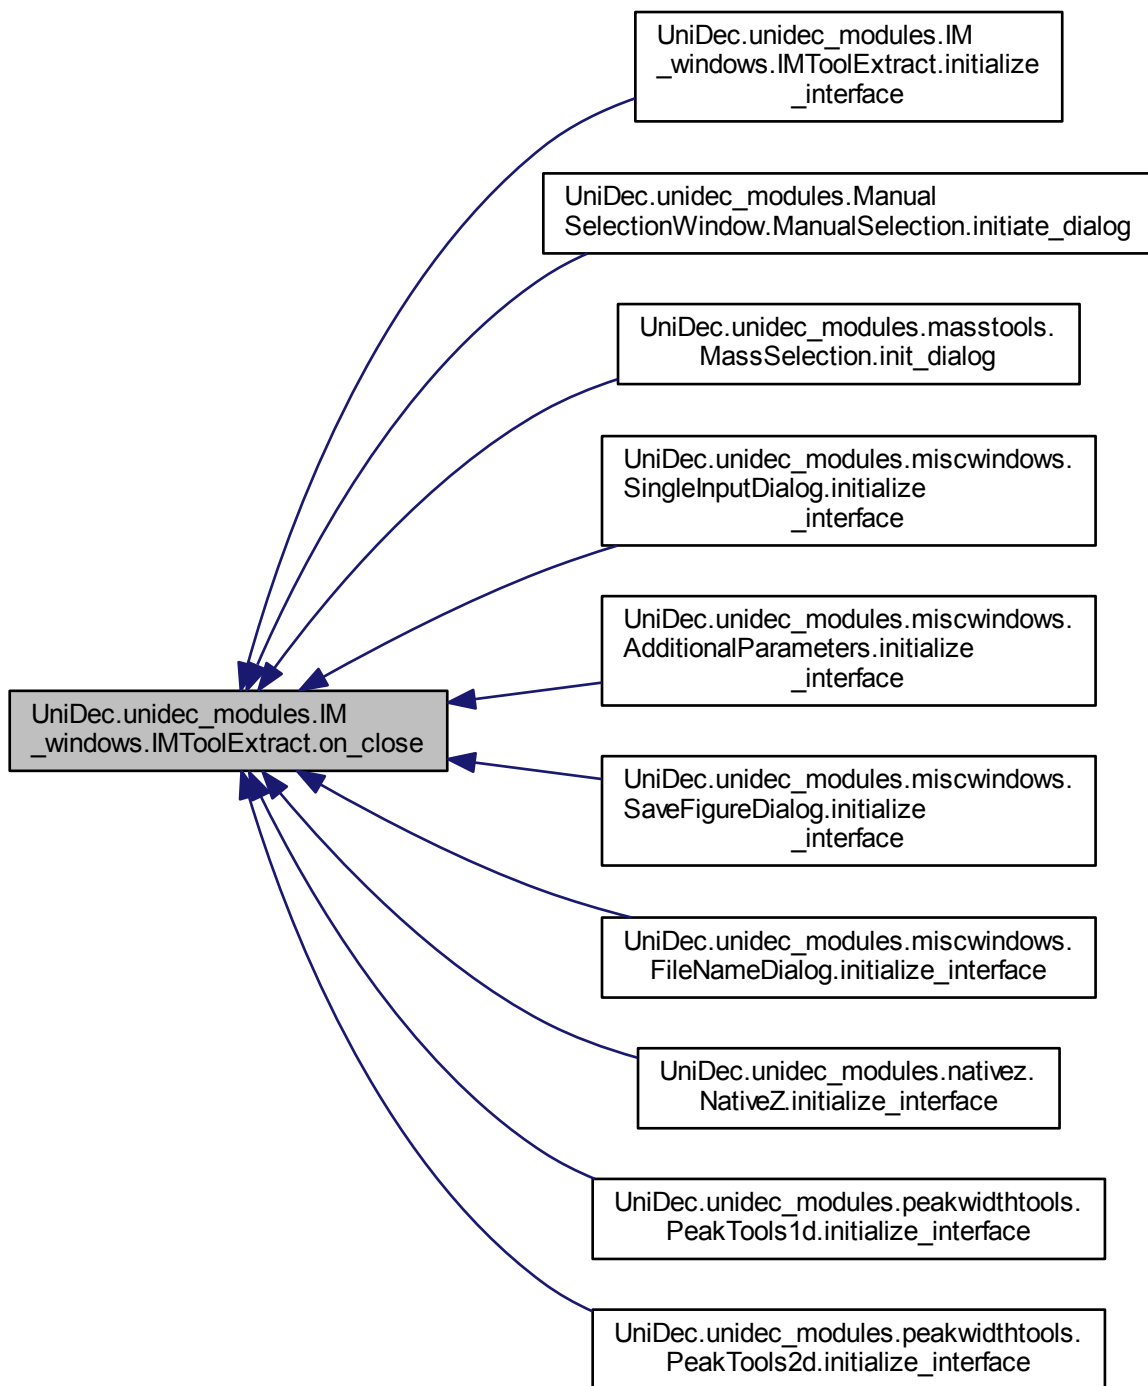 UniDec.unidec_modules.IM
_windows.IMToolExtract.initialize
_interface
UniDec.unidec_modules.Manual
SelectionWindow.ManualSelection.initiate_dialog
UniDec.unidec_modules.masstools.
MassSelection.init_dialog
UniDec.unidec_modules.miscwindows.
SingleInputDialog.initialize
_interface
UniDec.unidec_modules.miscwindows.
AdditionalParameters.initialize
_interface
UniDec.unidec_modules.IM
_windows.IMToolExtract.on_close
UniDec.unidec_modules.miscwindows.
SaveFigureDialog.initialize
_interface
UniDec.unidec_modules.miscwindows.
FileNameDialog.initialize_interface
UniDec.unidec_modules.nativez.
NativeZ.initialize_interface
UniDec.unidec_modules.peakwidthtools.
PeakTools1d.initialize_interface
UniDec.unidec_modules.peakwidthtools.
PeakTools2d.initialize_interface